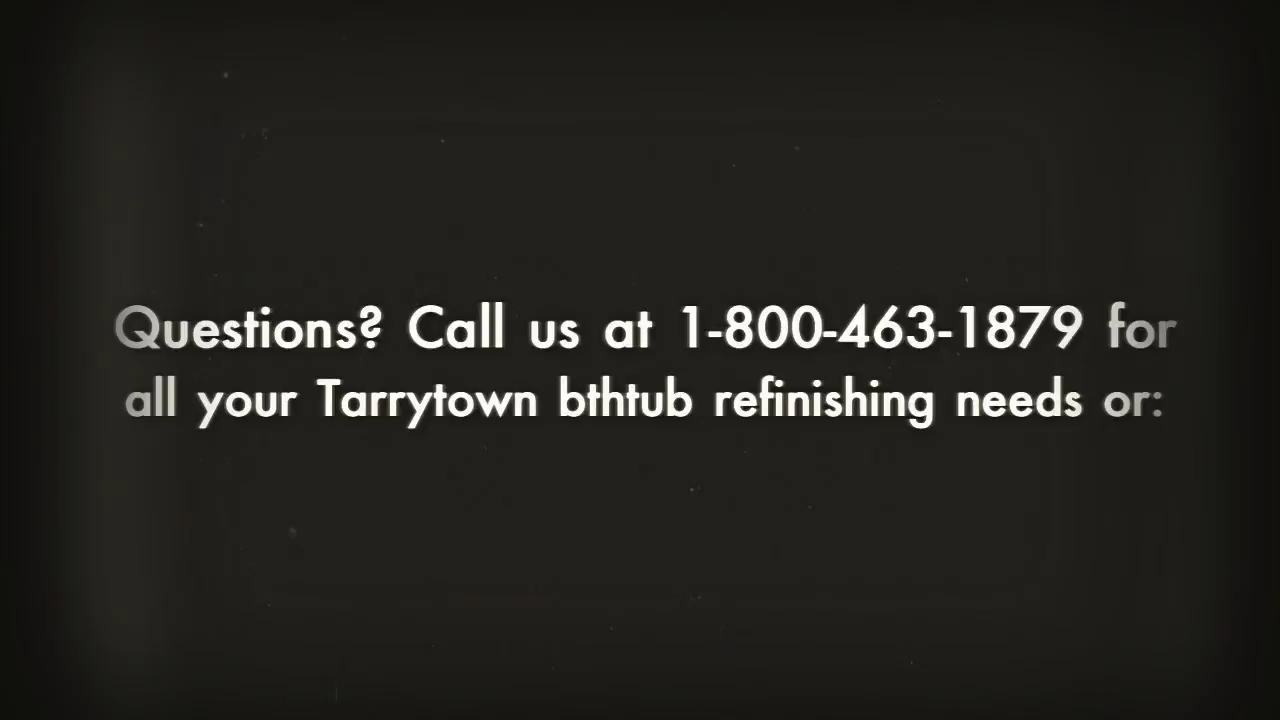 Questions? Call us at 1-800-463-1879 for
all your Tarrytown bthtub refinishing needs or: